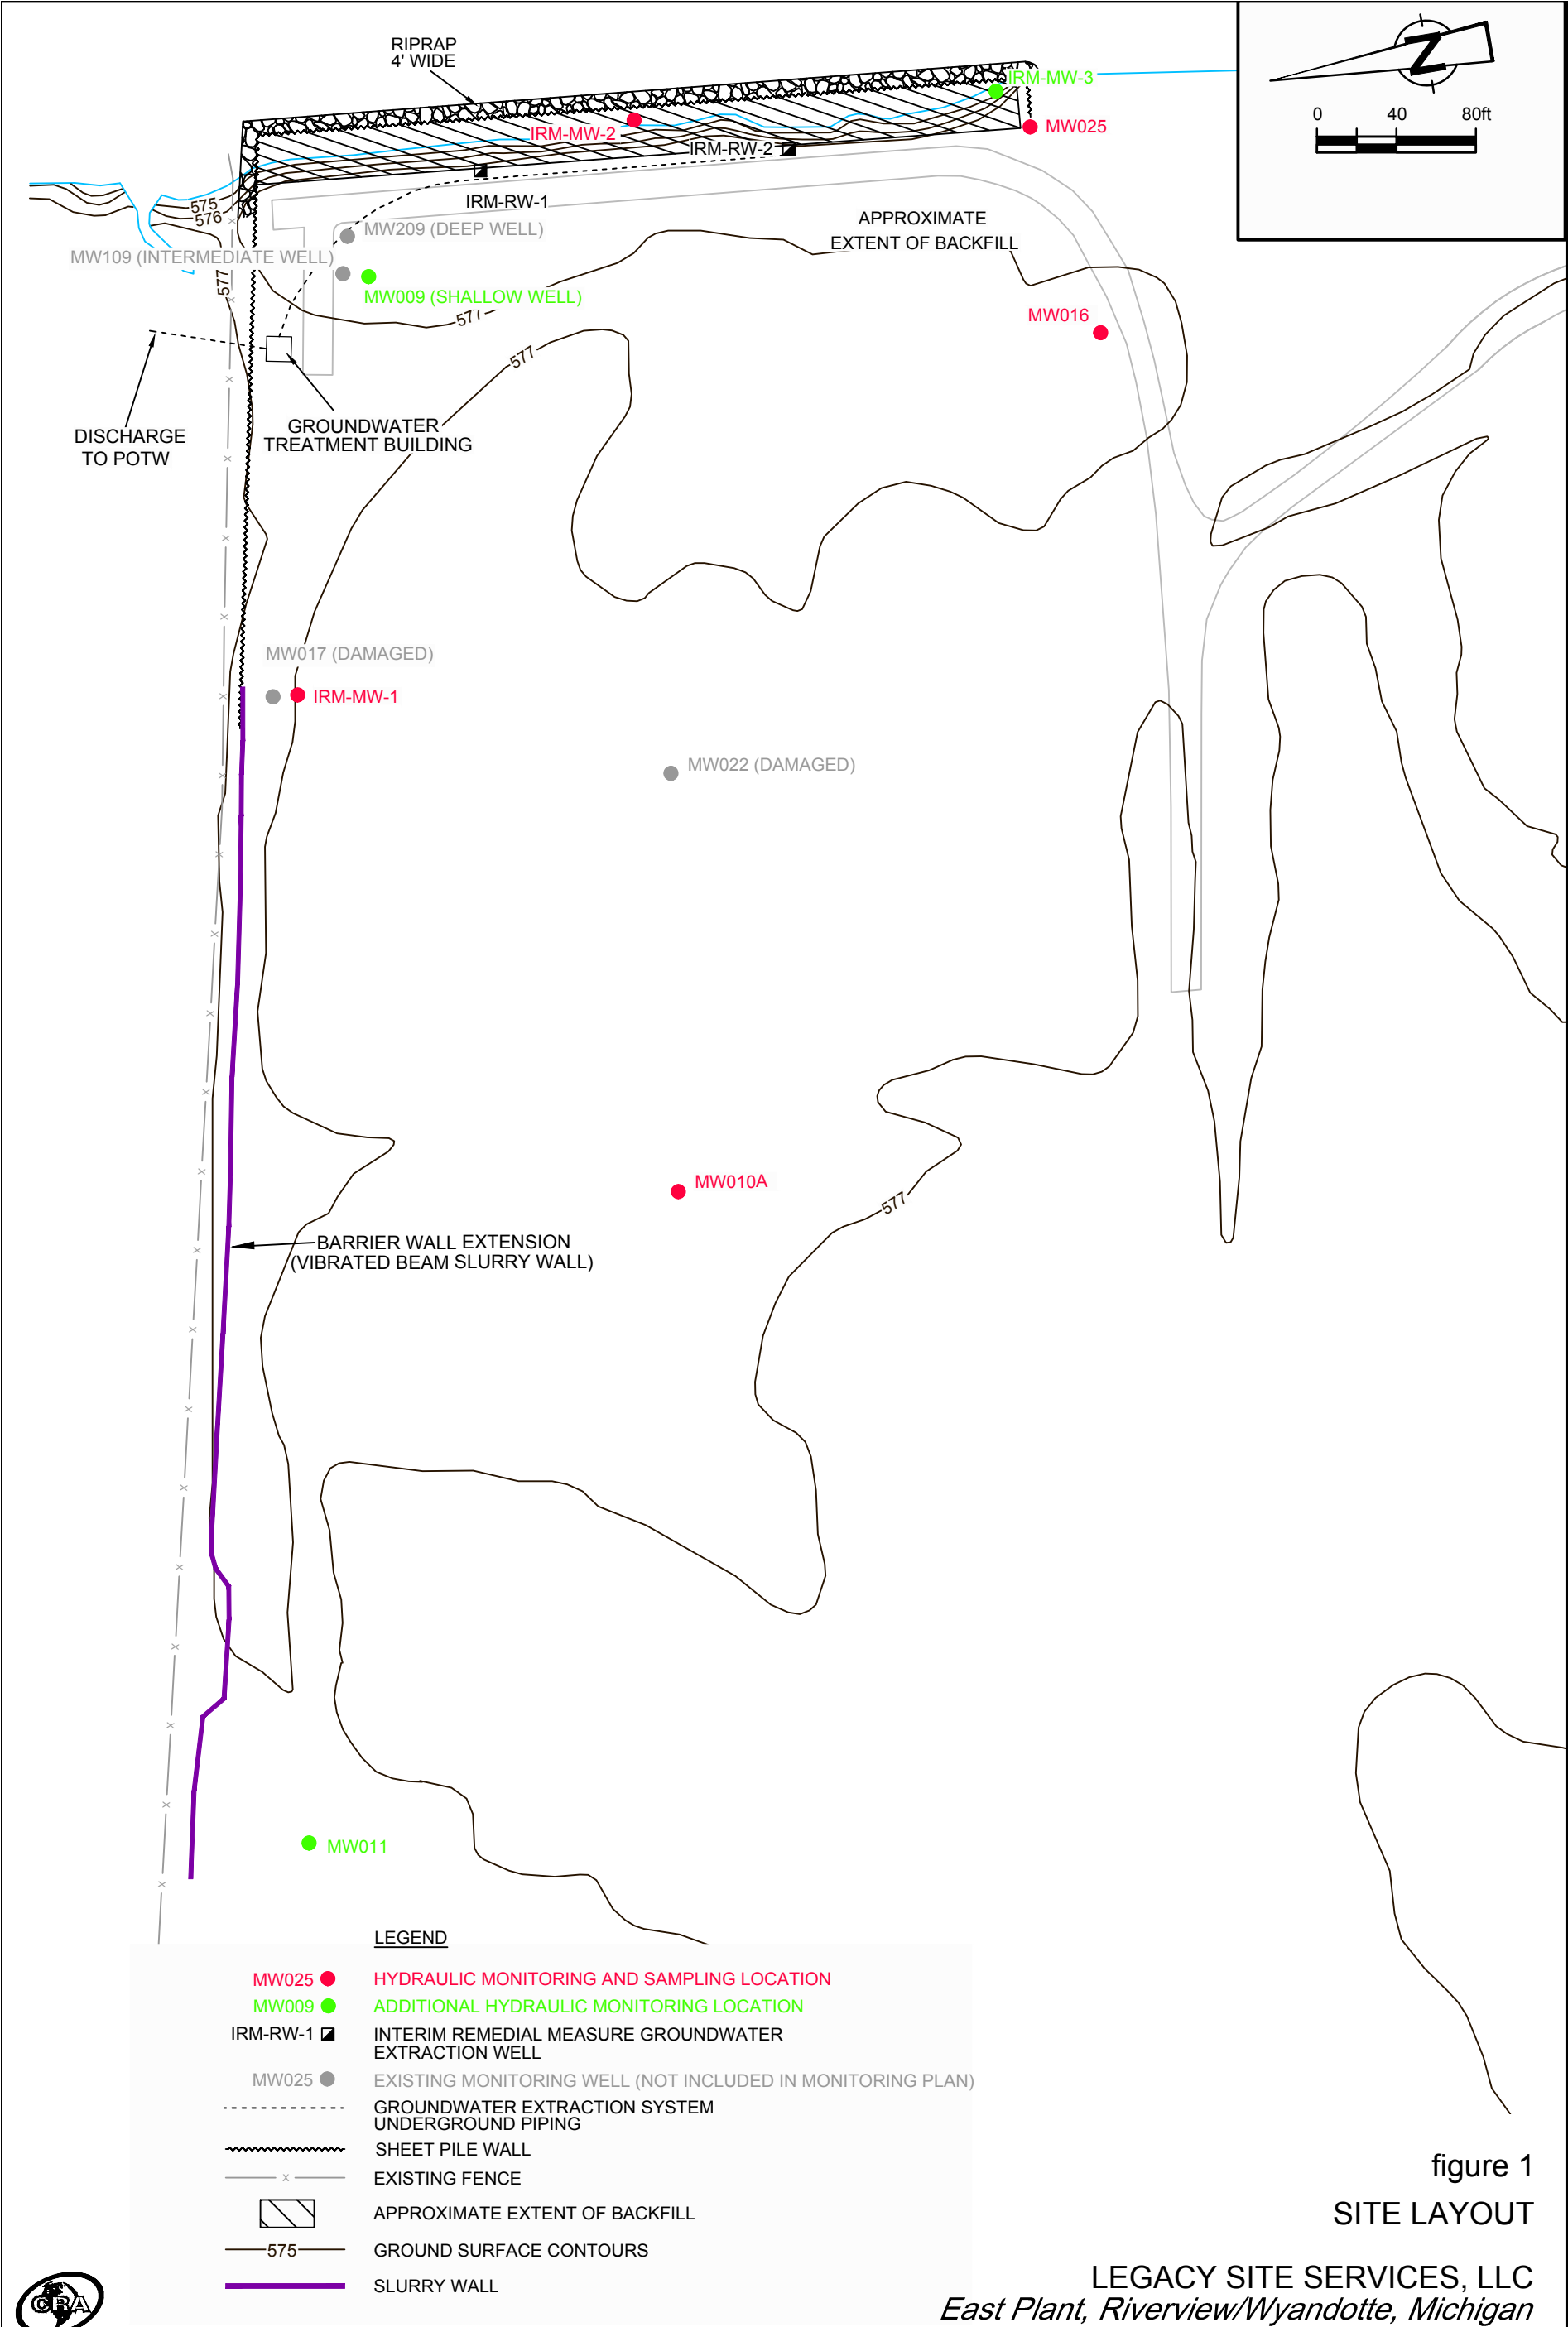 RIPRAP
4' WIDE
Z
0 40 80ft
IRM-MW-3
IRM-MW-2
MW025
IRM-RW-2
IRM-RW-1
575
576
577
MW209 (DEEP WELL)
MW109 (INTERMEDIATE WELL)
MW009 (SHALLOW WELL)
577
577
APPROXIMATE
EXTENT OF BACKFILL
MW016
DISCHARGE
TO POTW
GROUNDWATER
TREATMENT BUILDING
MW017 (DAMAGED)
IRM-MW-1
MW022 (DAMAGED)
MW010A
577
BARRIER WALL EXTENSION
(VIBRATED BEAM SLURRY WALL)
MW011
LEGEND
MW025 HYDRAULIC MONITORING AND SAMPLING LOCATION
MW009 ADDITIONAL HYDRAULIC MONITORING LOCATION
IRM-RW-1 INTERIM REMEDIAL MEASURE GROUNDWATER
EXTRACTION WELL
MW025 EXISTING MONITORING WELL (NOT INCLUDED IN MONITORING PLAN)
GROUNDWATER EXTRACTION SYSTEM
UNDERGROUND PIPING
SHEET PILE WALL
x EXISTING FENCE
APPROXIMATE EXTENT OF BACKFILL
575 GROUND SURFACE CONTOURS
SLURRY WALL
figure 1
SITE LAYOUT
LEGACY SITE SERVICES, LLC
East Plant, Riverview/Wyandotte, Michigan
CRA